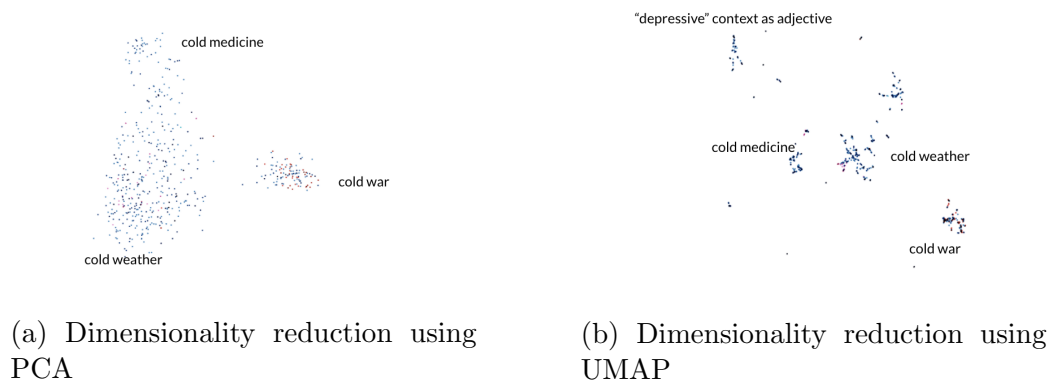 cold medicine
cold war
cold weather
(a) Dimensionality reduction using
PCA
“depressive” context as adjective
cold medicine
cold weather
cold war
(b) Dimensionality reduction using
UMAP